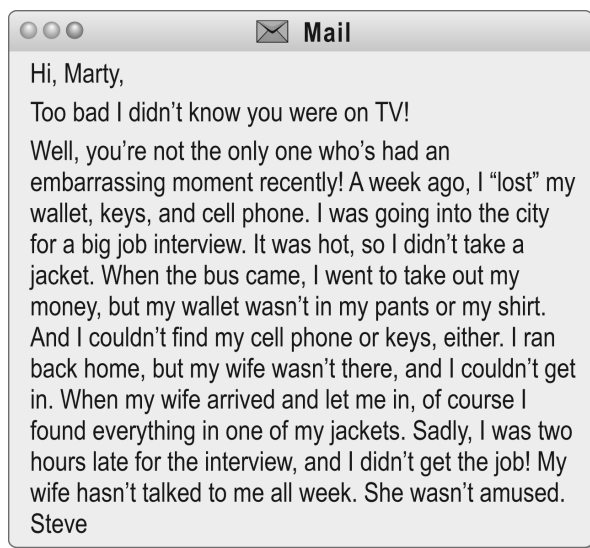 Mail
Hi, Marty,
Too bad I didn’t know you were on TV!
Well, you’re not the only one who’s had an
embarrassing moment recently! A week ago, I “lost” my
wallet, keys, and cell phone. I was going into the city
for a big job interview. It was hot, so I didn’t take a
jacket. When the bus came, I went to take out my
money, but my wallet wasn’t in my pants or my shirt.
And I couldn’t find my cell phone or keys, either. I ran
back home, but my wife wasn’t there, and I couldn’t get
in. When my wife arrived and let me in, of course I
found everything in one of my jackets. Sadly, I was two
hours late for the interview, and I didn’t get the job! My
wife hasn’t talked to me all week. She wasn’t amused.
Steve